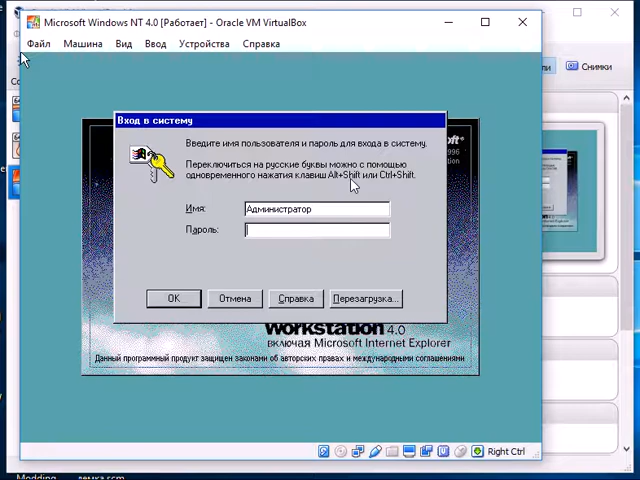 Microsoft Windows NT 4.0 [Работает] - Oracle VM VirtualBox
Файл Машина Вид Ввод Устройства Справка
Снимки
Вход в систему
Введите имя пользователя и пароль для входа в систему.
Переключиться на русские буквы можно с помощью
одновременного нажатия клавиш Alt+Shift или Ctrl+Shift.
Имя: Администратор
Пароль:
OK Отмена Справка Перезагрузка...
Workstation 4.0
включая Microsoft Internet Explorer
Данный программный продукт защищен законами об авторских правах и международными соглашениями
Right Ctrl
Modding